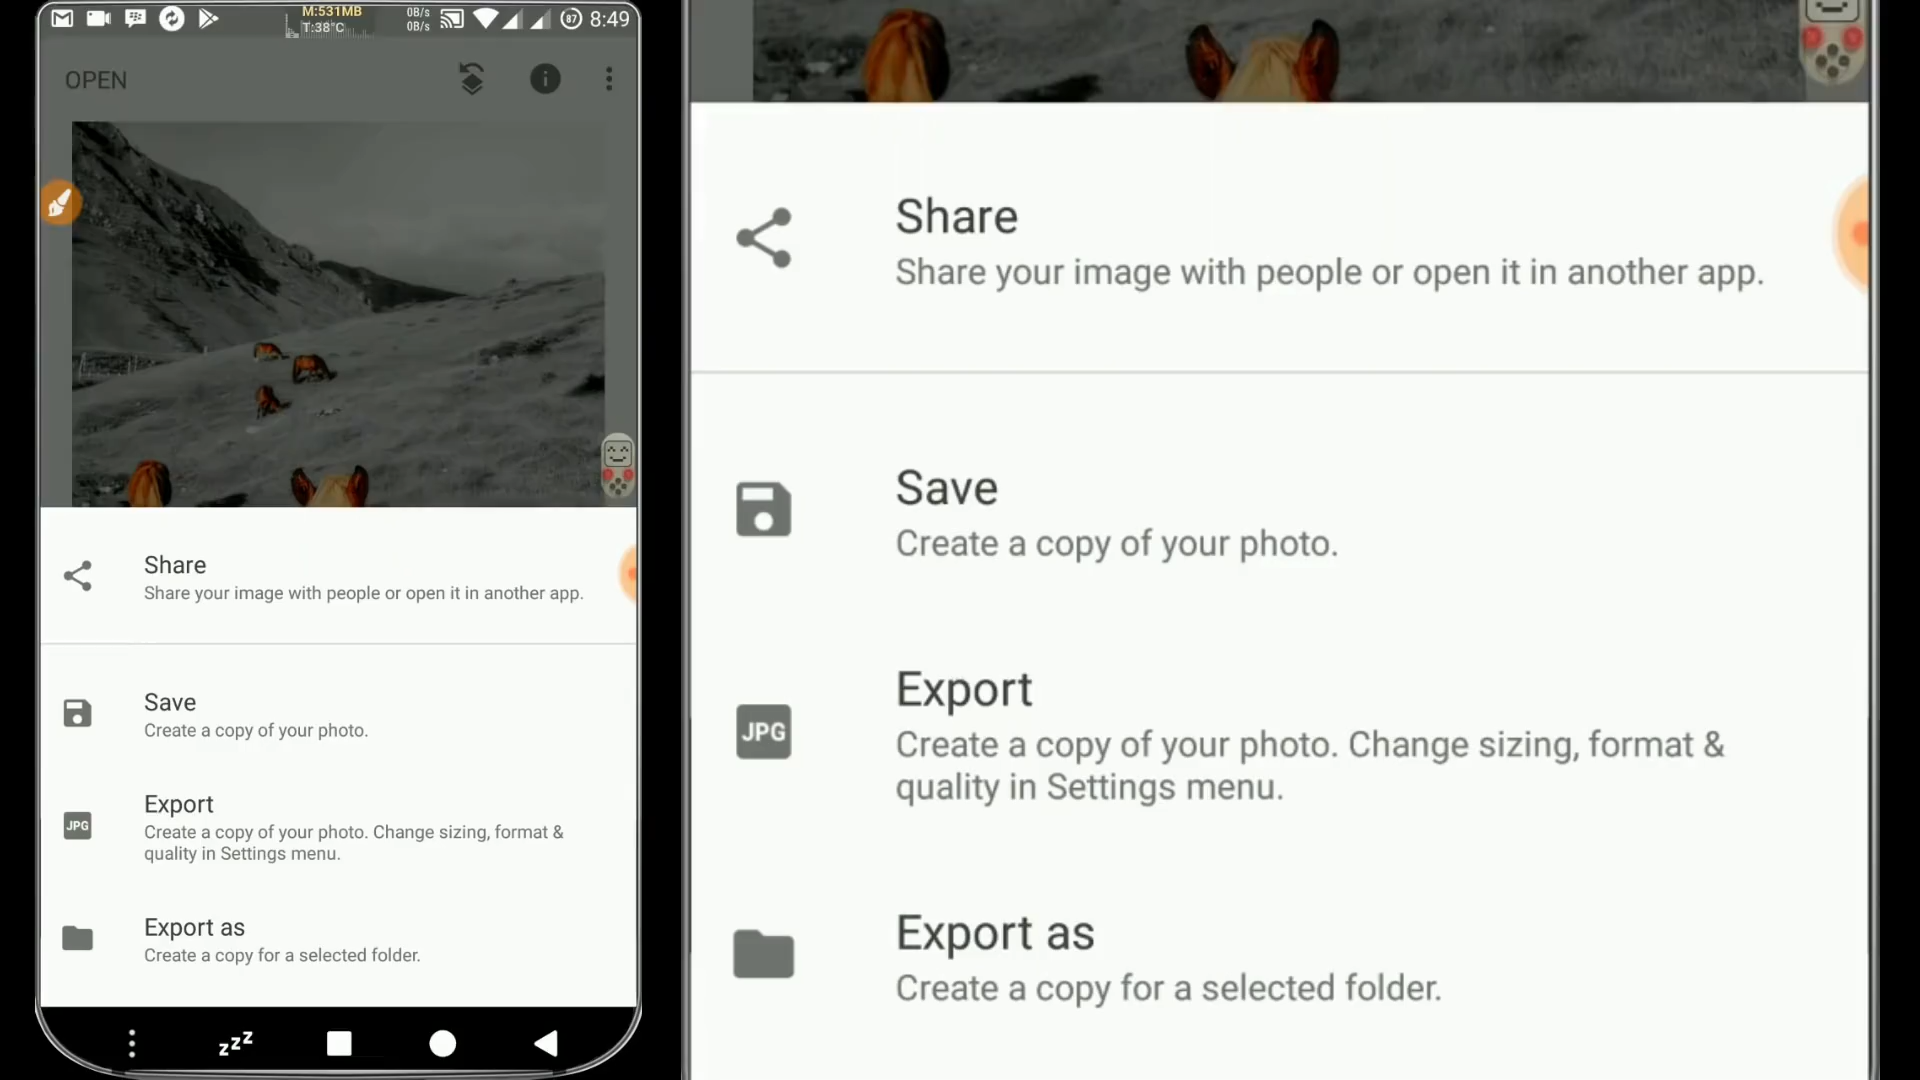 M:531MB
T:38°C
0B/s
0B/s
87
8:49
OPEN
Share
Share your image with people or open it in another app.
Save
Create a copy of your photo.
JPG
Export
Create a copy of your photo. Change sizing, format &
quality in Settings menu.
Export as
Create a copy for a selected folder.
zzz
Share
Share your image with people or open it in another app.
Save
Create a copy of your photo.
JPG
Export
Create a copy of your photo. Change sizing, format &
quality in Settings menu.
Export as
Create a copy for a selected folder.